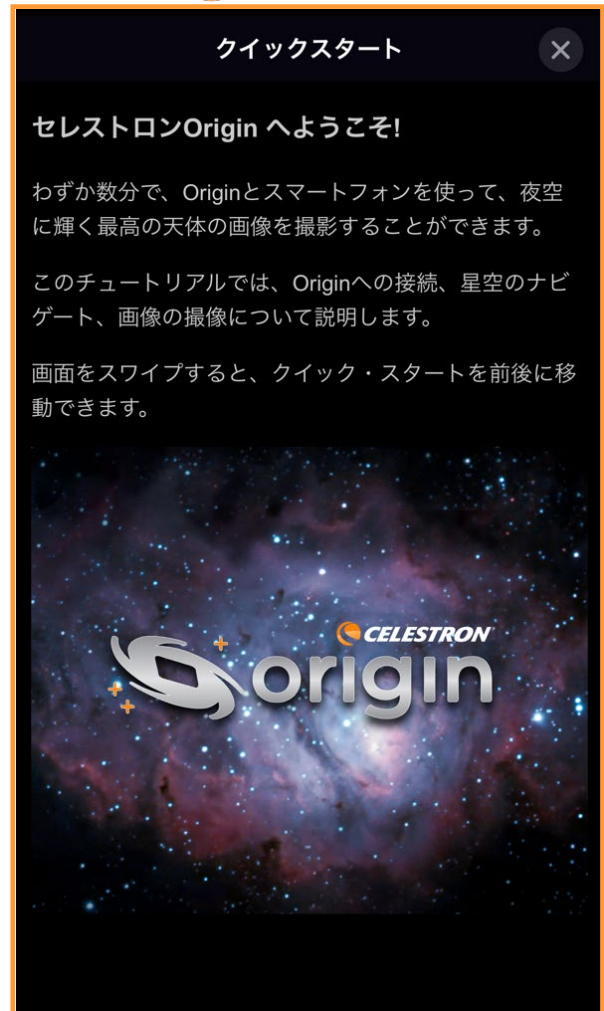 クイックスタート
セレストロンOrigin へようこそ!
わずか数分で、Originとスマートフォンを使って、夜空
に輝く最高の天体の画像を撮影することができます。
このチュートリアルでは、Originへの接続、星空のナビ
ゲート、画像の撮像について説明します。
画面をスワイプすると、クイック・スタートを前後に移
動できます。
CELESTRON
origin